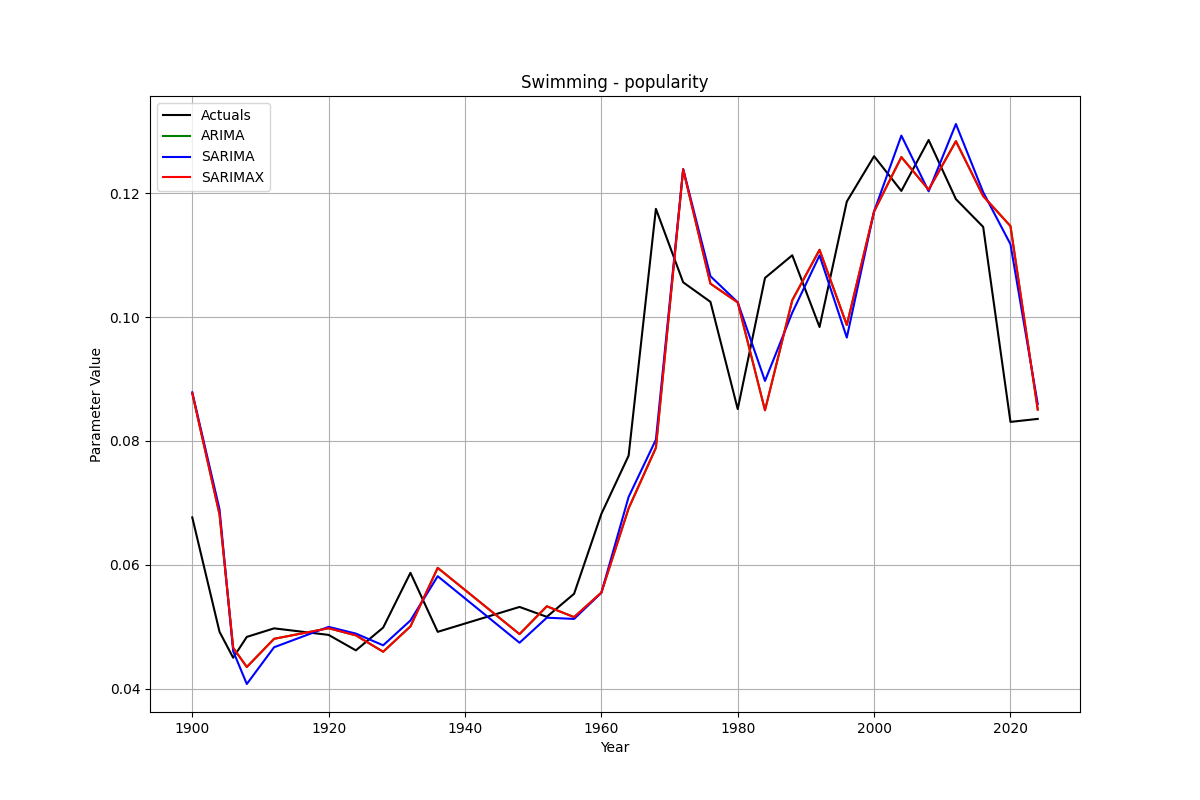 Swimming - popularity
Actuals
ARIMA
SARIMA
SARIMAX
0.12
0.10
0.08
0.06
0.04
Parameter Value
1900 1920 1940 1960 1980 2000 2020
Year